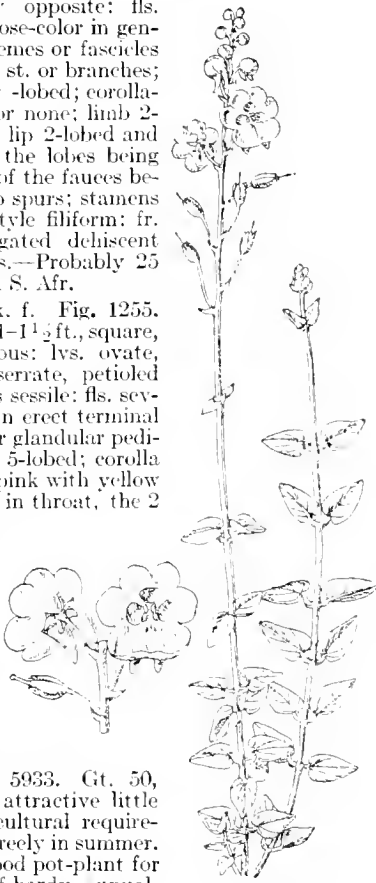 opposite: fls.
ose-color in gen-
emes or fascicles
st. or branches;
-lobed; corolla-
or none; limb 2-
lip 2-lobed and
the lobes being
of the fauces be-
o spurs; stamens
tyle filiform: fr.
gated dehiscent
s.—Probably 25
S. Afr.
k. f. Fig. 1255.
1–1½ ft., square,
ous: lvs. ovate,
serrate, petioled
s sessile: fls. sev-
n erect terminal
r glandular pedi-
5-lobed; corolla
pink with yellow
in throat, the 2
5933. Gt. 50,
attractive little
cultural require-
reely in summer.
ood pot-plant for